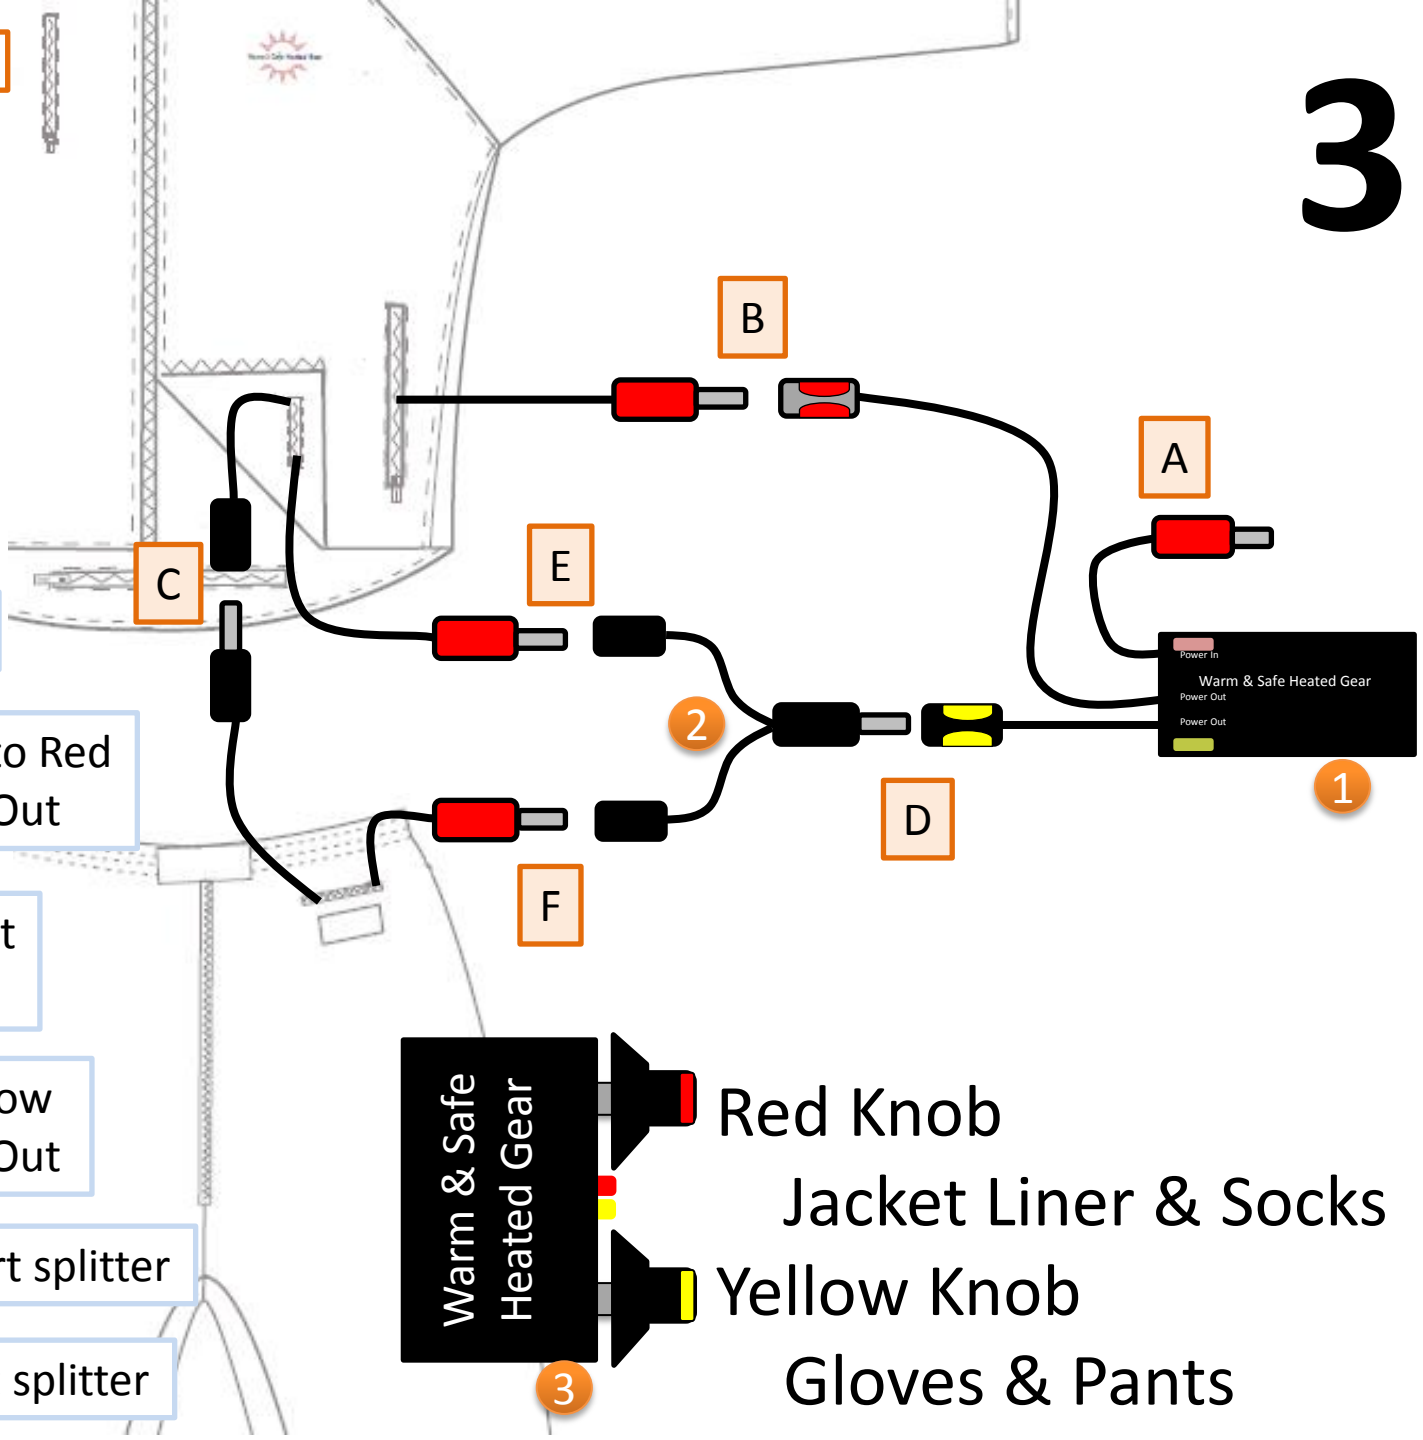 3
B
A
E
C
Power In
Warm & Safe Heated Gear
Power Out
Power Out
2
to Red
Out
1
D
F
t
ow
Out
Warm & Safe
Heated Gear
Red Knob
Jacket Liner & Socks
Yellow Knob
Gloves & Pants
rt splitter
splitter
3